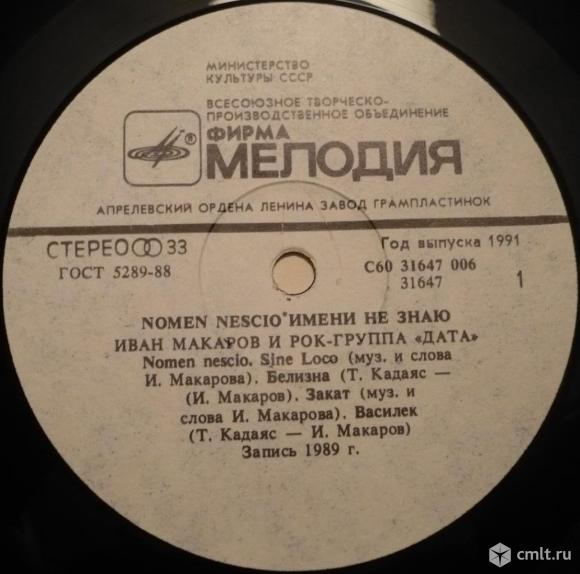 МИНИСТЕРСТВО
КУЛЬТУРЫ СССР
ВСЕСОЮЗНОЕ ТВОРЧЕСКО-
ПРОИЗВОДСТВЕННОЕ ОБЪЕДИНЕНИЕ
ФИРМА
МЕЛОДИЯ
АПРЕЛЕВСКИЙ ОРДЕНА ЛЕНИНА ЗАВОД ГРАМПЛАСТИНОК
СТЕРЕО 33
Год выпуска 1991
ГОСТ 5289-88
С60 31647 006
31647
1
NOMEN NESCIO*ИМЕНИ НЕ ЗНАЮ
ИВАН МАКАРОВ И РОК-ГРУППА «ДАТА»
Nomen nescio. Sine Loco (муз. и слова
И. Макарова). Белизна (Т. Кадаяс —
(И. Макаров). Закат (муз. и
слова И. Макарова). Василек
(Т. Кадаяс — И. Макаров)
Запись 1989 г.
cmlt.ru